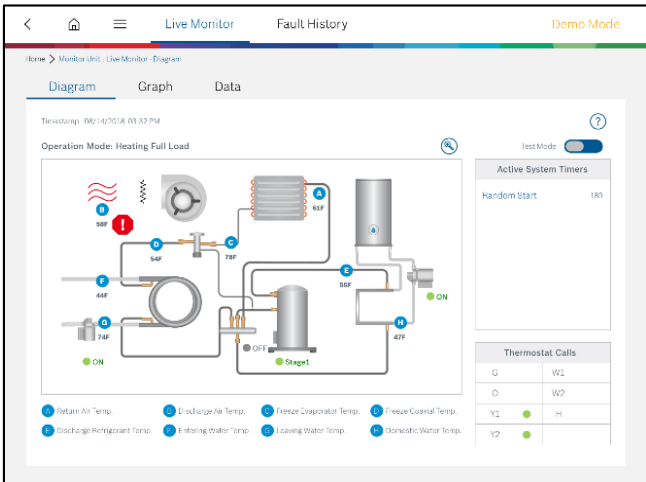 Live Monitor Fault History Demo Mode
Home > Monitor Unit : Live Monitor - Diagram
Diagram Graph Data
Timestamp : 08/14/2018 03:32 PM
?
Operation Mode: Heating Full Load
Test Mode
Active System Timers
Random Start 180
A
61F
B
58F
!
C
78F
D
54F
E
66F
F
44F
G
74F
H
47F
ON
OFF
Stage1
ON
Thermostat Calls
G W1
O W2
Y1 H
Y2
A Return Air Temp. B Discharge Air Temp. C Freeze Evaporator Temp. D Freeze Coaxial Temp.
E Discharge Refrigerant Temp. F Entering Water Temp. G Leaving Water Temp. H Domestic Water Temp.